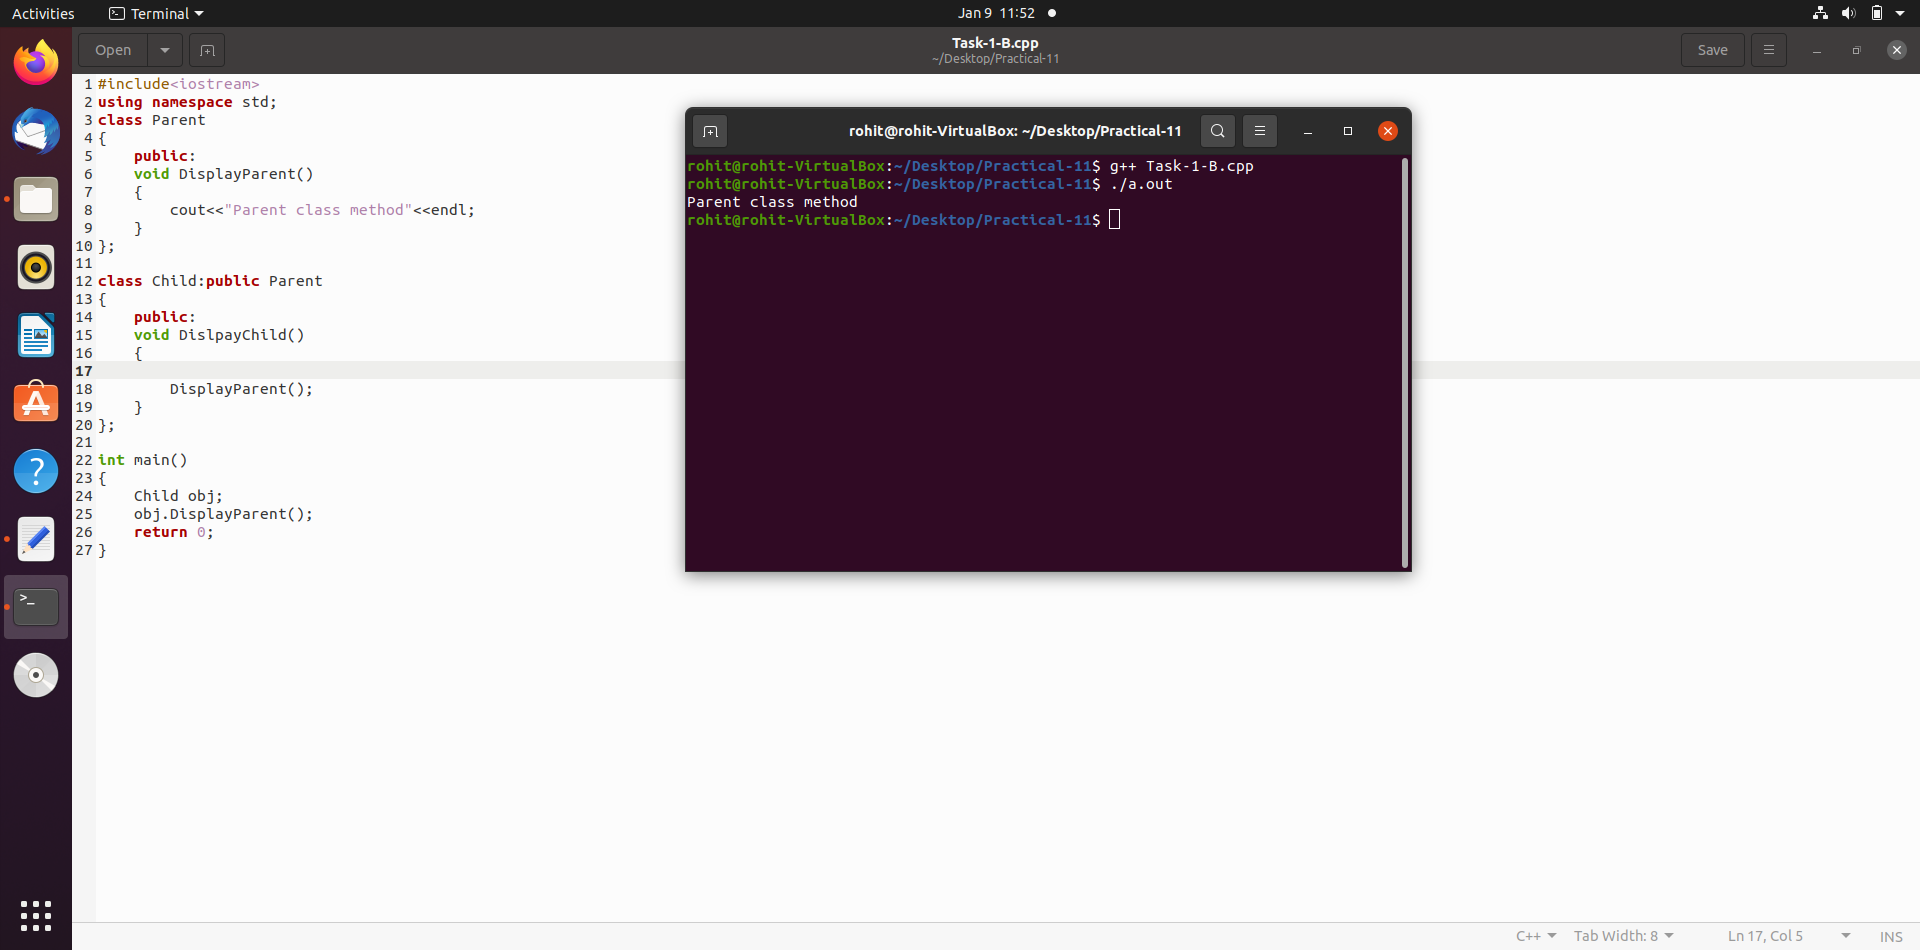 Activities Terminal Jan 9 11:52
Open Task-1-B.cpp Save
~/Desktop/Practical-11
1 #include<iostream>
2 using namespace std;
3 class Parent
4 {
5     public:
6     void DisplayParent()
7     {
8         cout<<"Parent class method"<<endl;
9     }
10 };
11
12 class Child:public Parent
13 {
14     public:
15     void DislpayChild()
16     {
17
18         DisplayParent();
19     }
20 };
21
22 int main()
23 {
24     Child obj;
25     obj.DisplayParent();
26     return 0;
27 }
rohit@rohit-VirtualBox: ~/Desktop/Practical-11
rohit@rohit-VirtualBox:~/Desktop/Practical-11$ g++ Task-1-B.cpp
rohit@rohit-VirtualBox:~/Desktop/Practical-11$ ./a.out
Parent class method
rohit@rohit-VirtualBox:~/Desktop/Practical-11$
C++ Tab Width: 8 Ln 17, Col 5 INS